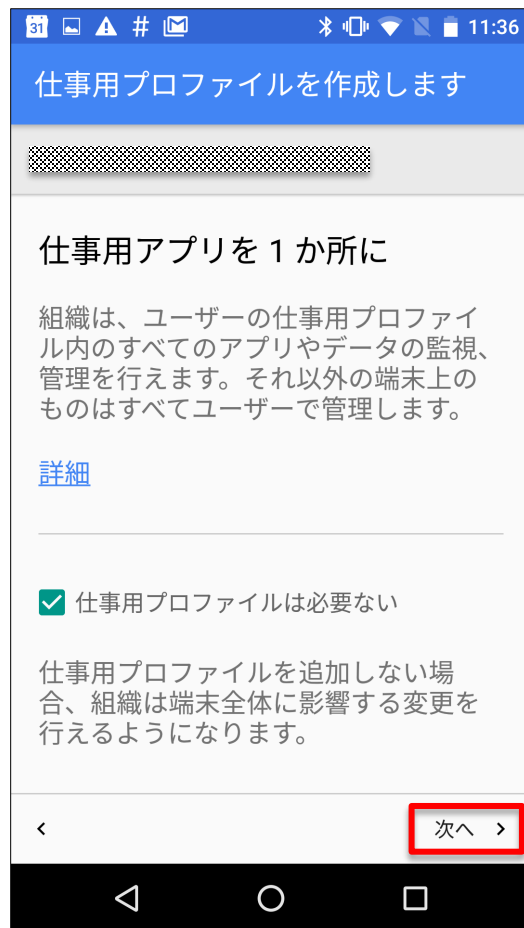 31 # 11:36
仕事用プロファイルを作成します
仕事用アプリを 1 か所に
組織は、ユーザーの仕事用プロファイ
ル内のすべてのアプリやデータの監視、
管理を行えます。それ以外の端末上の
ものはすべてユーザーで管理します。
詳細
仕事用プロファイルは必要ない
仕事用プロファイルを追加しない場
合、組織は端末全体に影響する変更を
行えるようになります。
次へ